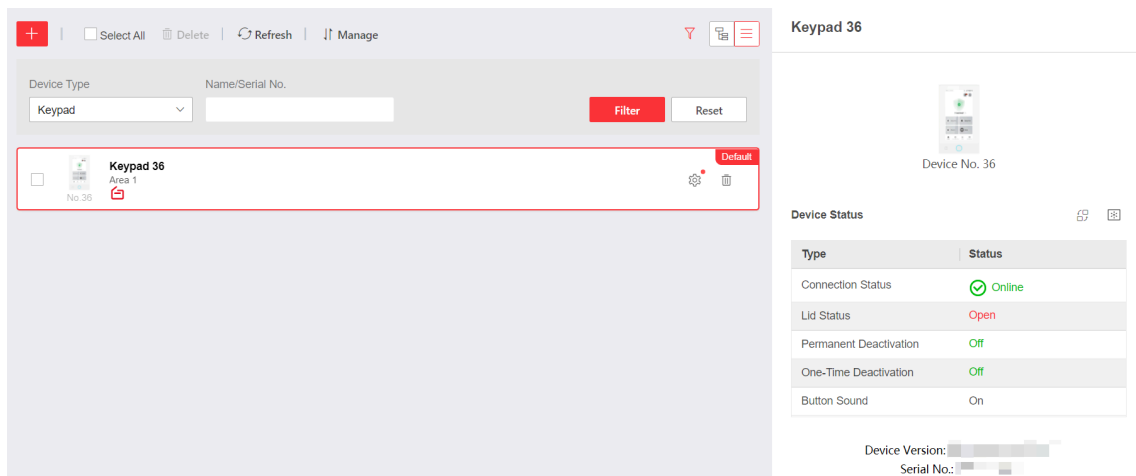 Select All Delete Refresh Manage
Device Type Name/Serial No.
Keypad Filter Reset
Default
Keypad 36
Area 1
No.36
Keypad 36
Device No. 36
Device Status
Type Status
Connection Status Online
Lid Status Open
Permanent Deactivation Off
One-Time Deactivation Off
Button Sound On
Device Version:
Serial No.: